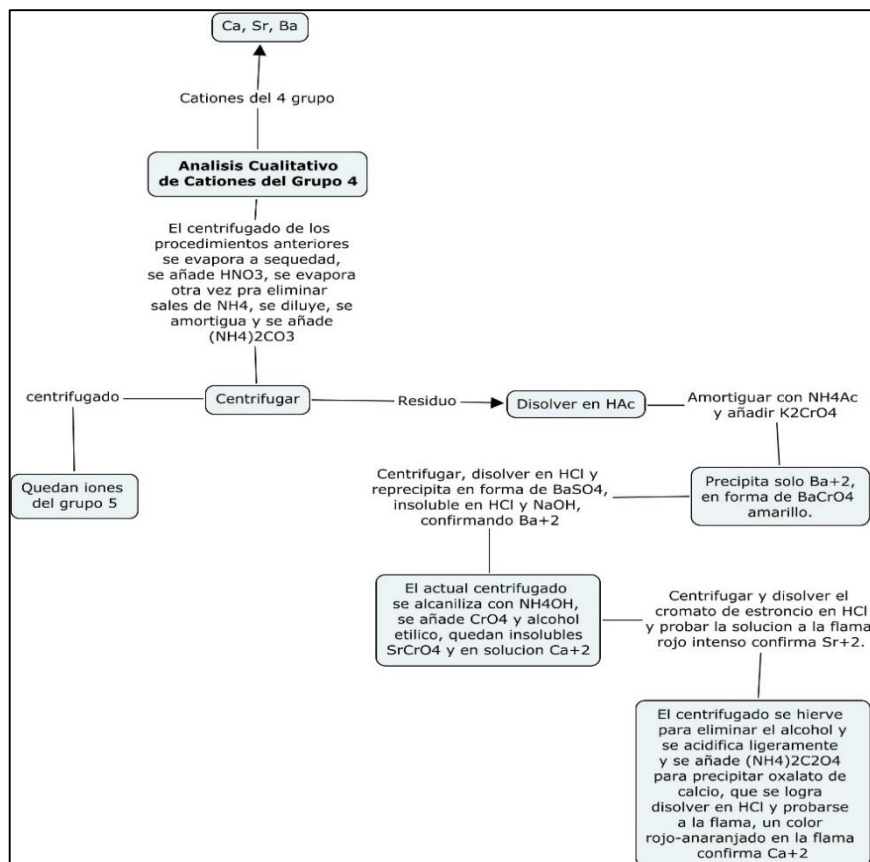 Ca, Sr, Ba
Cationes del 4 grupo
Analisis Cualitativo
de Cationes del Grupo 4
El centrifugado de los
procedimientos anteriores
se evapora a sequedad,
se añade HNO3, se evapora
otra vez pra eliminar
sales de NH4, se diluye, se
amortigua y se añade
(NH4)2CO3
centrifugado
Centrifugar
Residuo
Disolver en HAc
Amortiguar con NH4Ac
y añadir K2CrO4
Quedan iones
del grupo 5
Centrifugar, disolver en HCl y
reprecipita en forma de BaSO4,
insoluble en HCl y NaOH,
confirmando Ba+2
Precipita solo Ba+2,
en forma de BaCrO4
amarillo.
El actual centrifugado
se alcaniliza con NH4OH,
se añade CrO4 y alcohol
etilico, quedan insolubles
SrCrO4 y en solucion Ca+2
Centrifugar y disolver el
cromato de estroncio en HCl
y probar la solucion a la flama
rojo intenso confirma Sr+2.
El centrifugado se hierve
para eliminar el alcohol y
se acidifica ligeramente
y se añade (NH4)2C2O4
para precipitar oxalato de
calcio, que se logra
disolver en HCl y probarse
a la flama, un color
rojo-anaranjado en la flama
confirma Ca+2